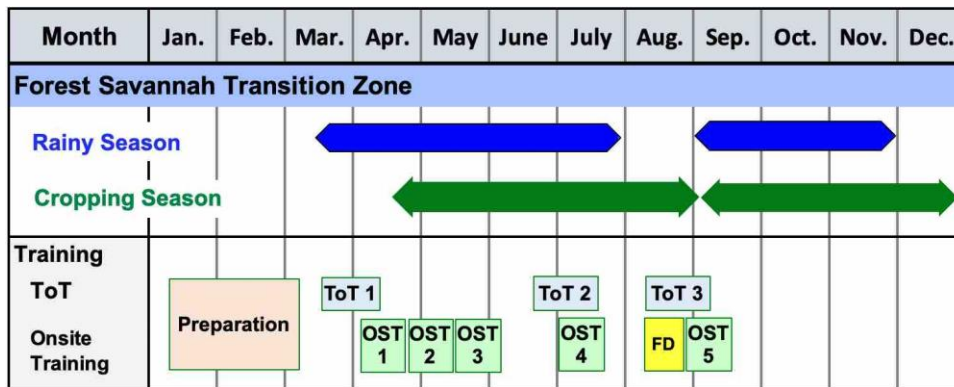 Month Jan. Feb. Mar. Apr. May June July Aug. Sep. Oct. Nov. Dec.
Forest Savannah Transition Zone
Rainy Season
Cropping Season
Training
ToT ToT 1 ToT 2 ToT 3
Preparation
Onsite
Training
OST
1
OST
2
OST
3
OST
4
FD
OST
5